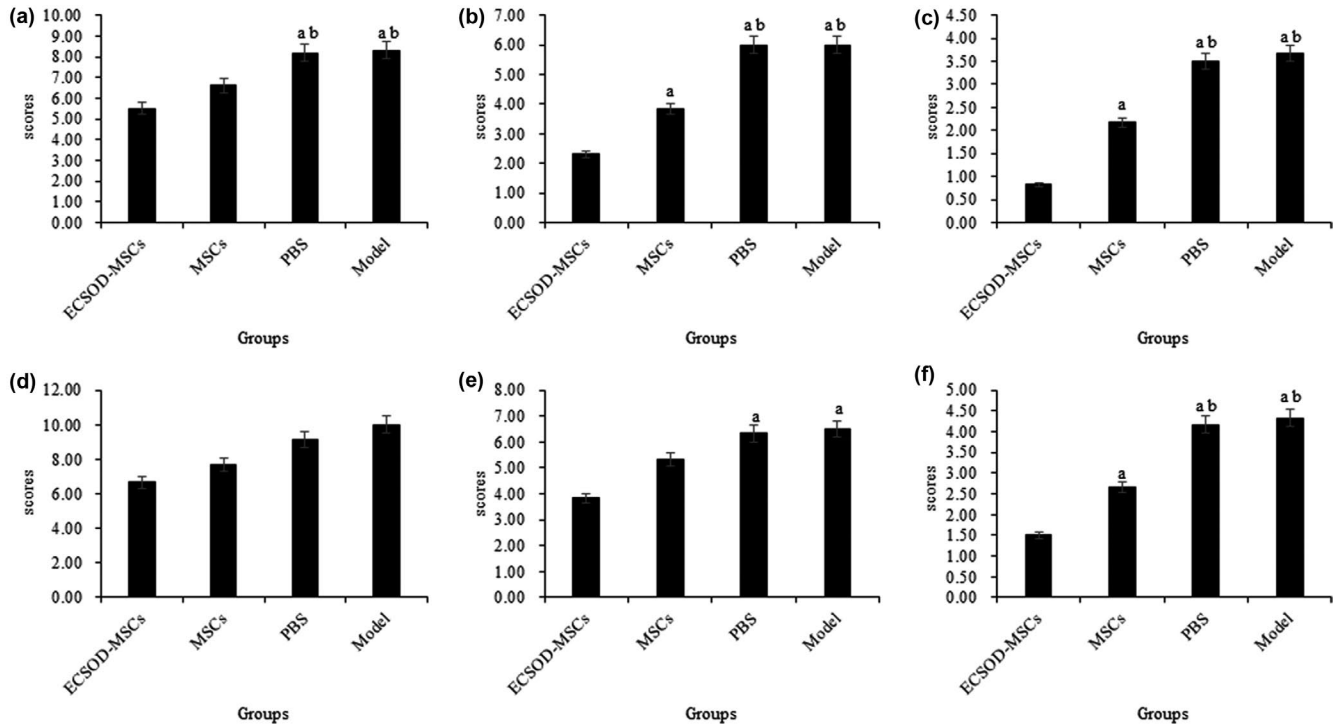 (a)
10.00
9.00
8.00
7.00
6.00
5.00
4.00
3.00
2.00
1.00
0.00
scores
a b
a b
ECSOD-MSCs
MSCs
PBS
Model
Groups
(b)
7.00
6.00
5.00
4.00
3.00
2.00
1.00
0.00
scores
a
a b
a b
ECSOD-MSCs
MSCs
PBS
Model
Groups
(c)
4.50
4.00
3.50
3.00
2.50
2.00
1.50
1.00
0.50
0.00
scores
a
a b
a b
ECSOD-MSCs
MSCs
PBS
Model
Groups
(d)
12.00
10.00
8.00
6.00
4.00
2.00
0.00
scores
ECSOD-MSCs
MSCs
PBS
Model
Groups
(e)
8.00
7.00
6.00
5.00
4.00
3.00
2.00
1.00
0.00
scores
a
a
ECSOD-MSCs
MSCs
PBS
Model
Groups
(f)
5.00
4.50
4.00
3.50
3.00
2.50
2.00
1.50
1.00
0.50
0.00
scores
a
a b
a b
ECSOD-MSCs
MSCs
PBS
Model
Groups